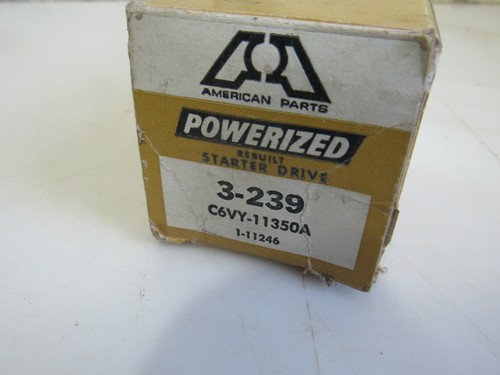 AMERICAN PARTS
POWERIZED
REBUILT
STARTER DRIVE
3-239
C6VY-11350A
1-11246